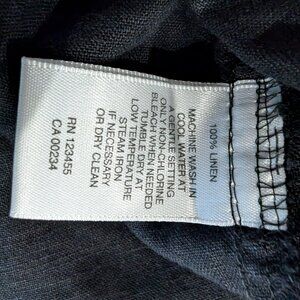 100% LINEN
MACHINE WASH IN
COOL WATER AT
A GENTLE SETTING
ONLY NON-CHLORINE
BLEACH WHEN NEEDED
TUMBLE DRY AT
LOW TEMPERATURE
STEAM IRON
IF NECESSARY
OR DRY CLEAN
RN 123455
CA 00234